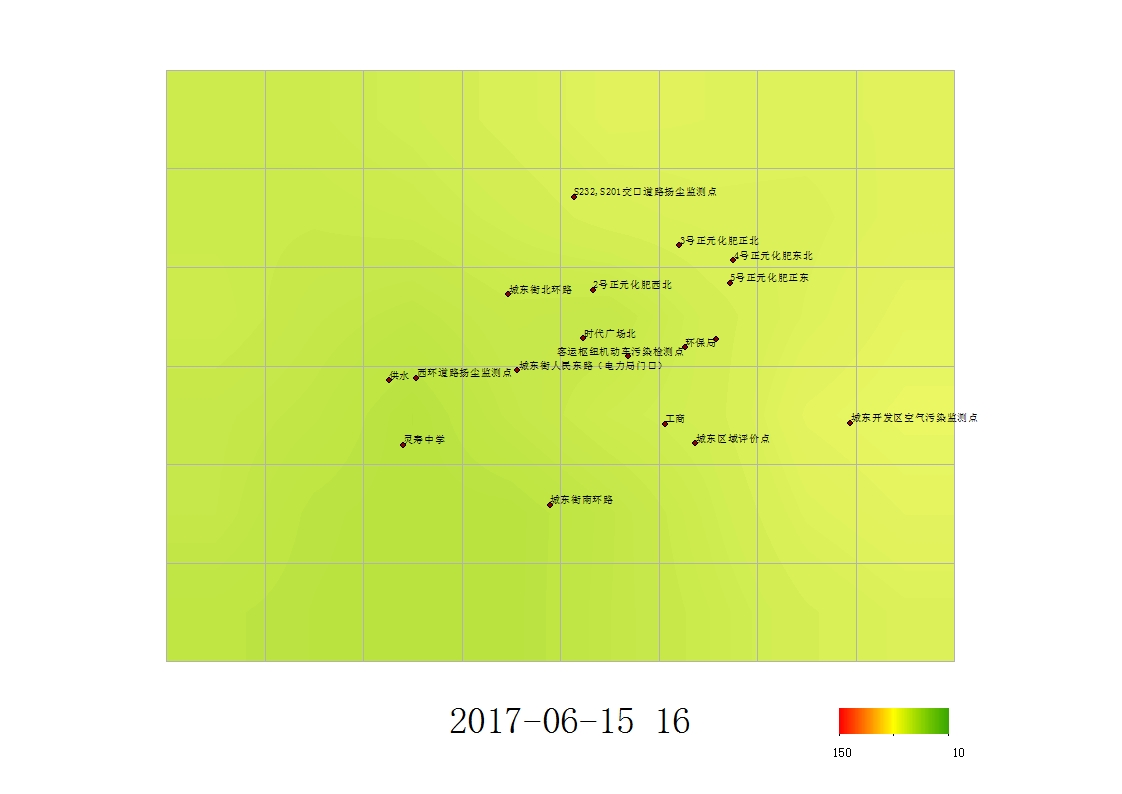 S232,S201交口道路扬尘监测点
3号正元化肥正北
4号正元化肥东北
5号正元化肥正东
2号正元化肥西北
城东街北环路
时代广场北
环保局
客运枢纽机动车污染检测点
城东街人民东路（电力局门口）
西环道路扬尘监测点
供水
工商
城东开发区空气污染监测点
城东区域评价点
灵寿中学
城东街南环路
2017-06-15 16
150
10